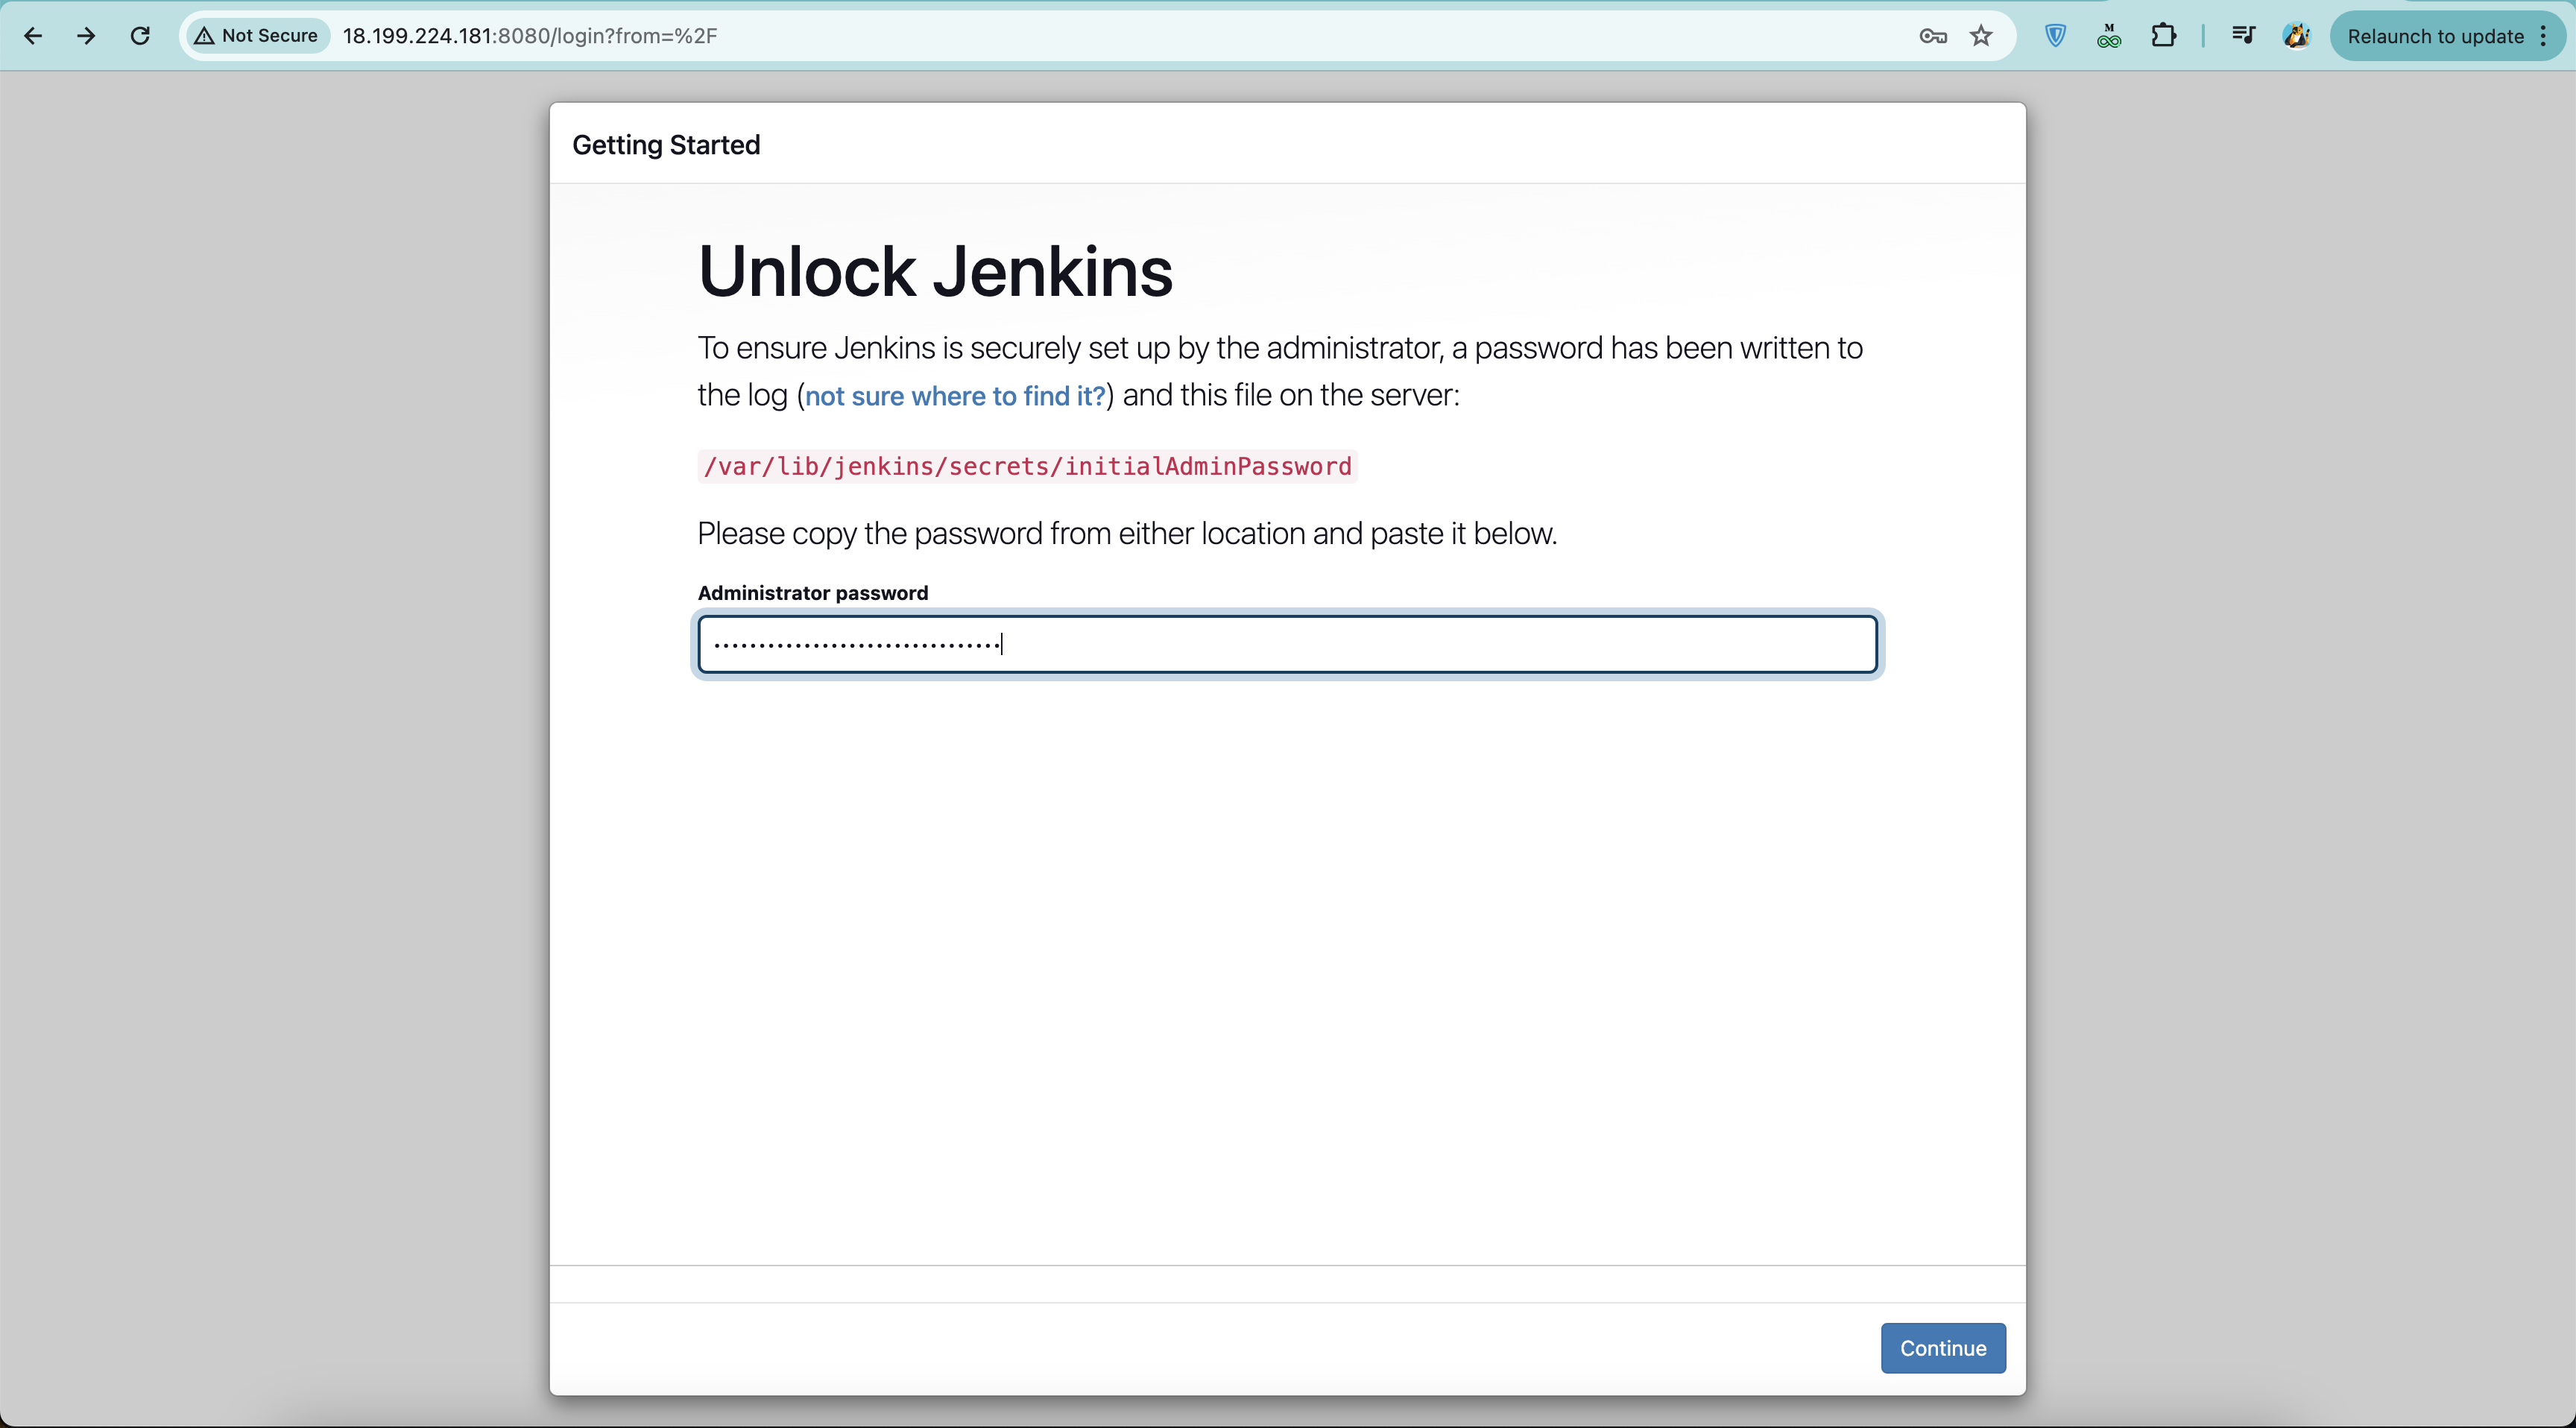 Not Secure 18.199.224.181:8080/login?from=%2F M Relaunch to update
Getting Started
Unlock Jenkins
To ensure Jenkins is securely set up by the administrator, a password has been written to
the log (not sure where to find it?) and this file on the server:
/var/lib/jenkins/secrets/initialAdminPassword
Please copy the password from either location and paste it below.
Administrator password
Continue